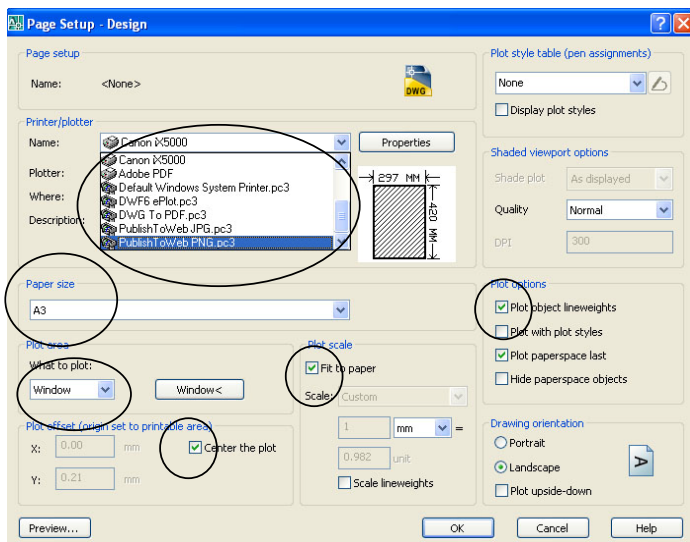 Page Setup - Design
Page setup
Name: <None>
DWG
Printer/plotter
Name: Canon iX5000
Properties
Canon iX5000
Adobe PDF
Default Windows System Printer.pc3
DWF6 ePlot.pc3
DWG To PDF.pc3
PublishToWeb JPG.pc3
PublishToWeb PNG.pc3
Plotter:
Where:
Description:
297 MM
420 MM
Paper size
A3
Plot area
What to plot:
Window
Window<
Plot offset (origin set to printable area)
X: 0.00 mm
Center the plot
Y: 0.21 mm
Plot scale
Fit to paper
Scale: Custom
1 mm =
0.982 unit
Scale lineweights
Plot style table (pen assignments)
None
Display plot styles
Shaded viewport options
Shade plot As displayed
Quality Normal
DPI 300
Plot options
Plot object lineweights
Plot with plot styles
Plot paperspace last
Hide paperspace objects
Drawing orientation
Portrait
Landscape
A
Plot upside-down
Preview...
OK
Cancel
Help